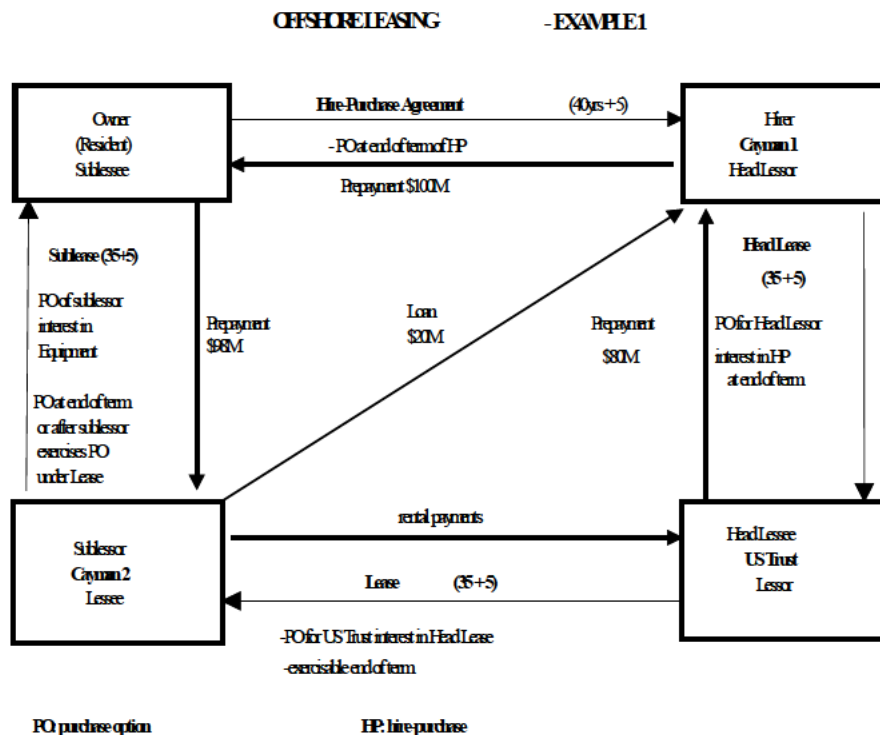 OFFSHORE LEASING - EXAMPLE 1
Owner
(Resident)
Sublessee
Hire-Purchase Agreement (40yrs + 5)
- PO at end of term of HP
Prepayment $100M
Hirer
Cayman 1
Head Lessor
Sublease (35+5)
PO of sublessor
interest in
Equipment
PO at end of term
or after sublessor
exercises PO
under Lease
Prepayment
$98M
Loan
$20M
Prepayment
$80M
Head Lease
(35 + 5)
PO for Head Lessor
interest in HP
at end of term
Sublessor
Cayman 2
Lessee
rental payments
Lease (35 + 5)
-PO for US Trust interest in Head Lease
-exercisable end of term
Head Lessee
US Trust
Lessor
PO: purchase option HP: hire-purchase